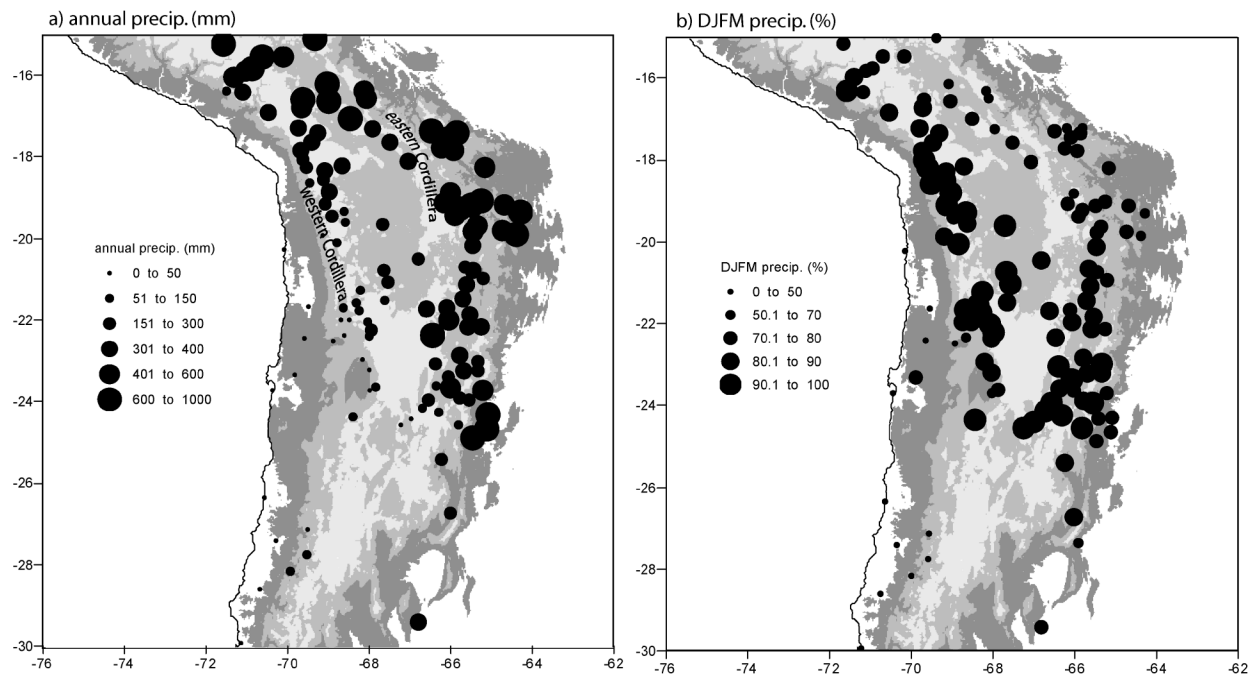 a) annual precip. (mm)
-16
-18
-20
-22
-24
-26
-28
-30
-76
-74
-72
-70
-68
-66
-64
-62
eastern Cordillera
Western Cordillera
annual precip. (mm)
0 to 50
51 to 150
151 to 300
301 to 400
401 to 600
600 to 1000
b) DJFM precip. (%)
-16
-18
-20
-22
-24
-26
-28
-30
-76
-74
-72
-70
-68
-66
-64
-62
DJFM precip. (%)
0 to 50
50.1 to 70
70.1 to 80
80.1 to 90
90.1 to 100